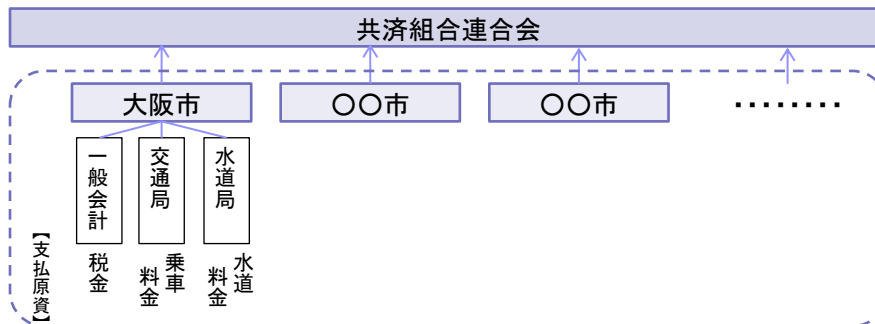 共済組合連合会
大阪市
〇〇市
〇〇市
‥‥‥‥
一般会計
交通局
水道局
【支払原資】
税金
乗車
料金
水道
料金